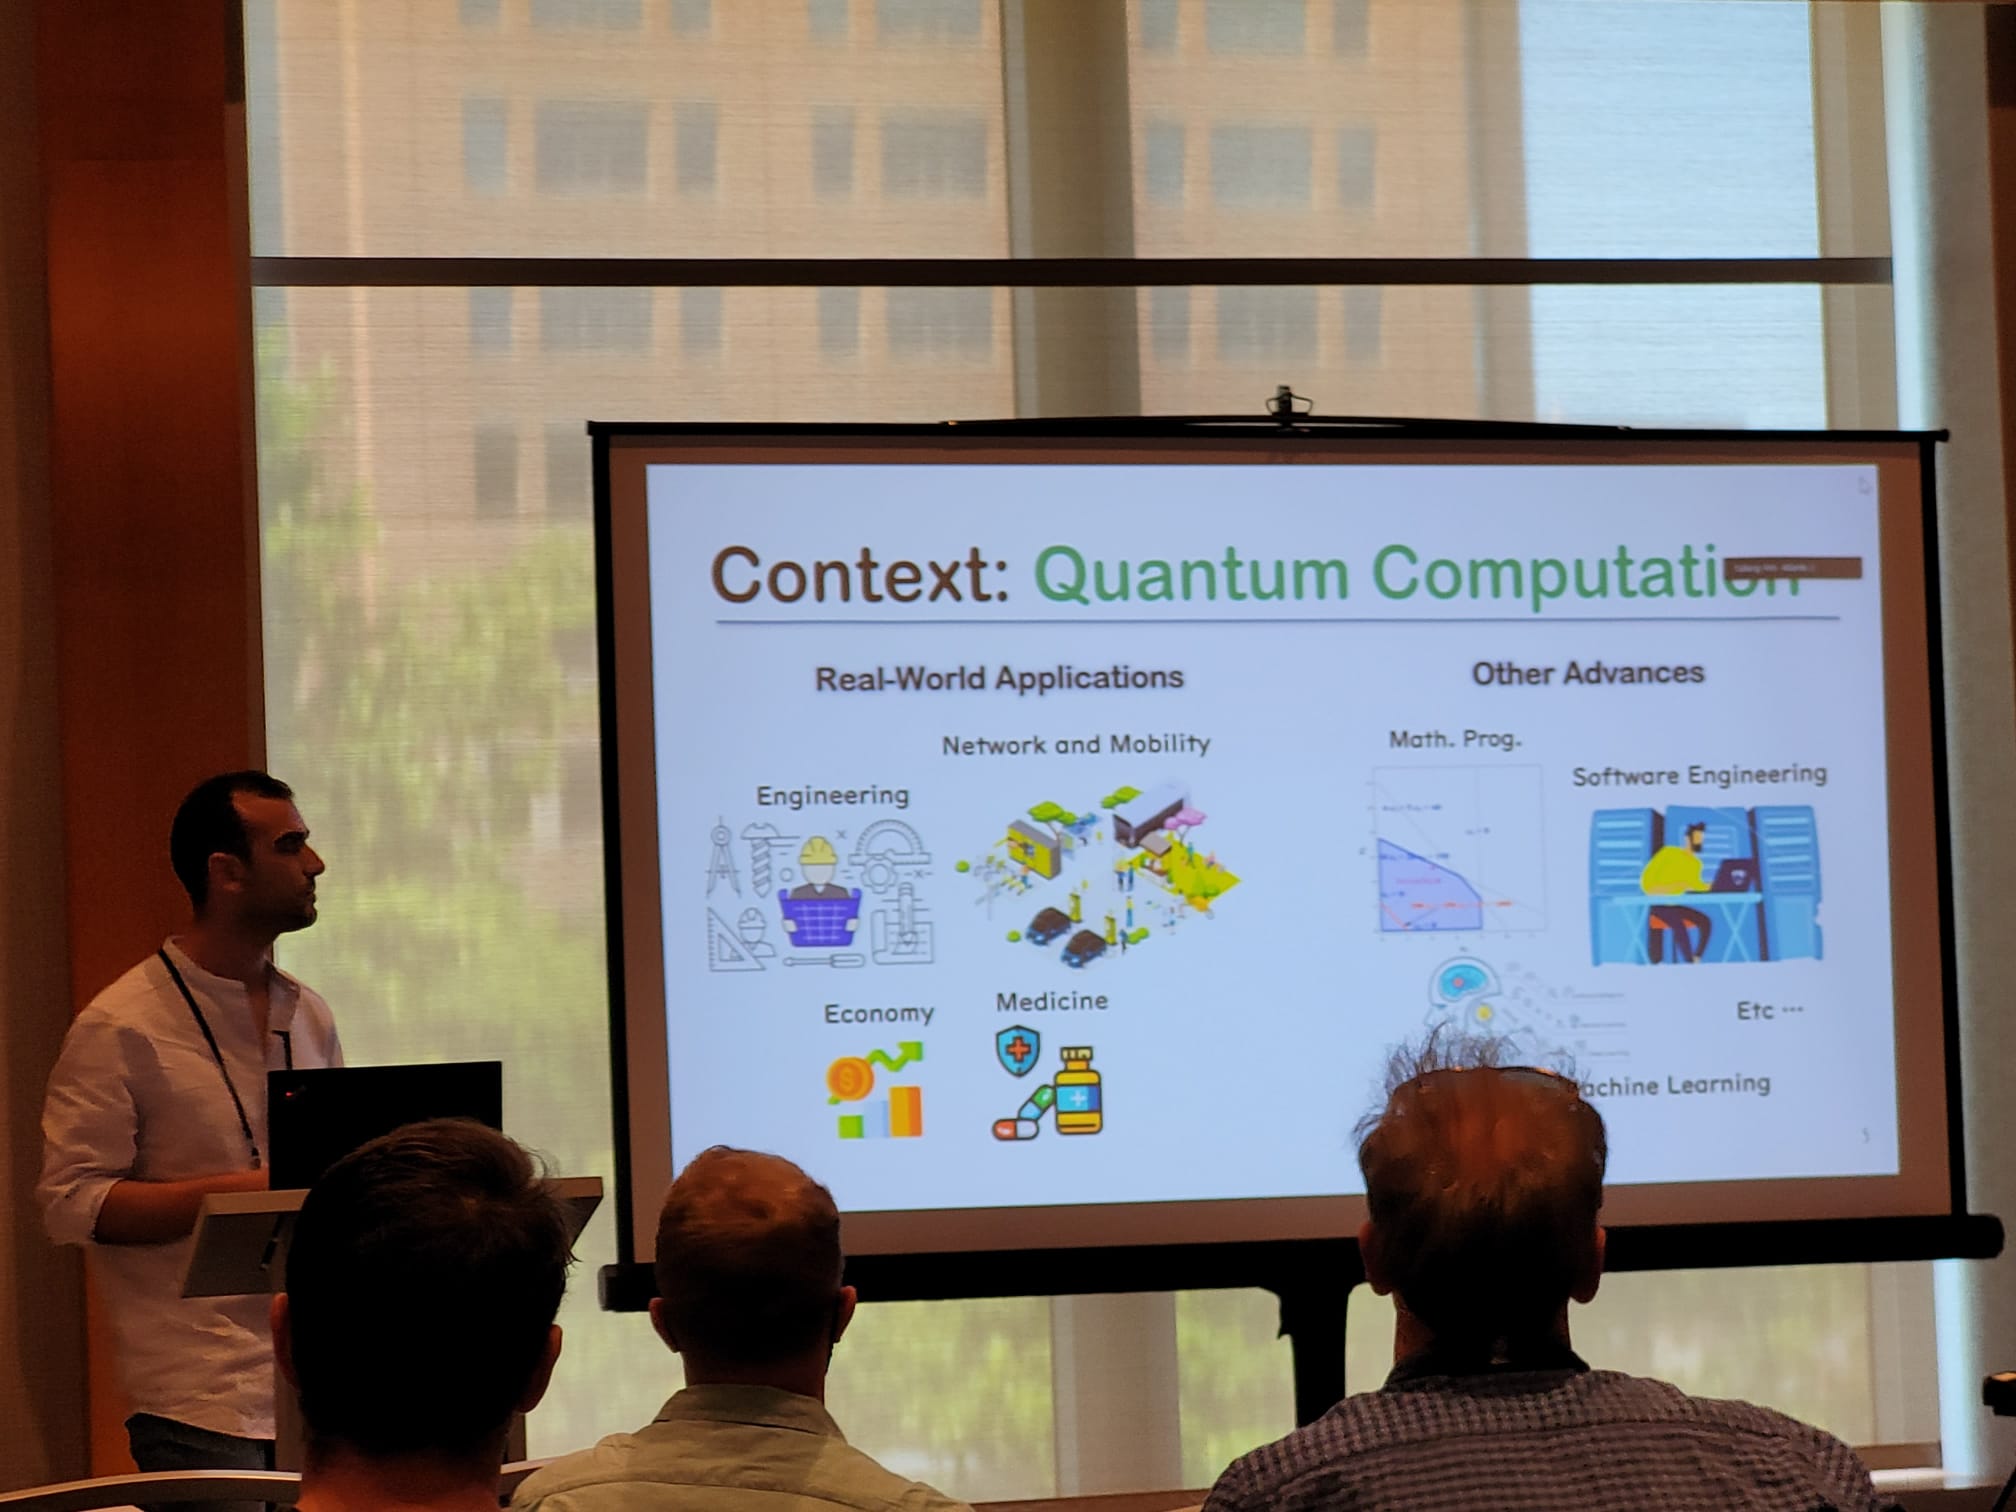 Context: Quantum Computation
Real-World Applications
Other Advances
Network and Mobility
Math. Prog.
Engineering
Software Engineering
Economy
Medicine
Etc ...
Learning
5